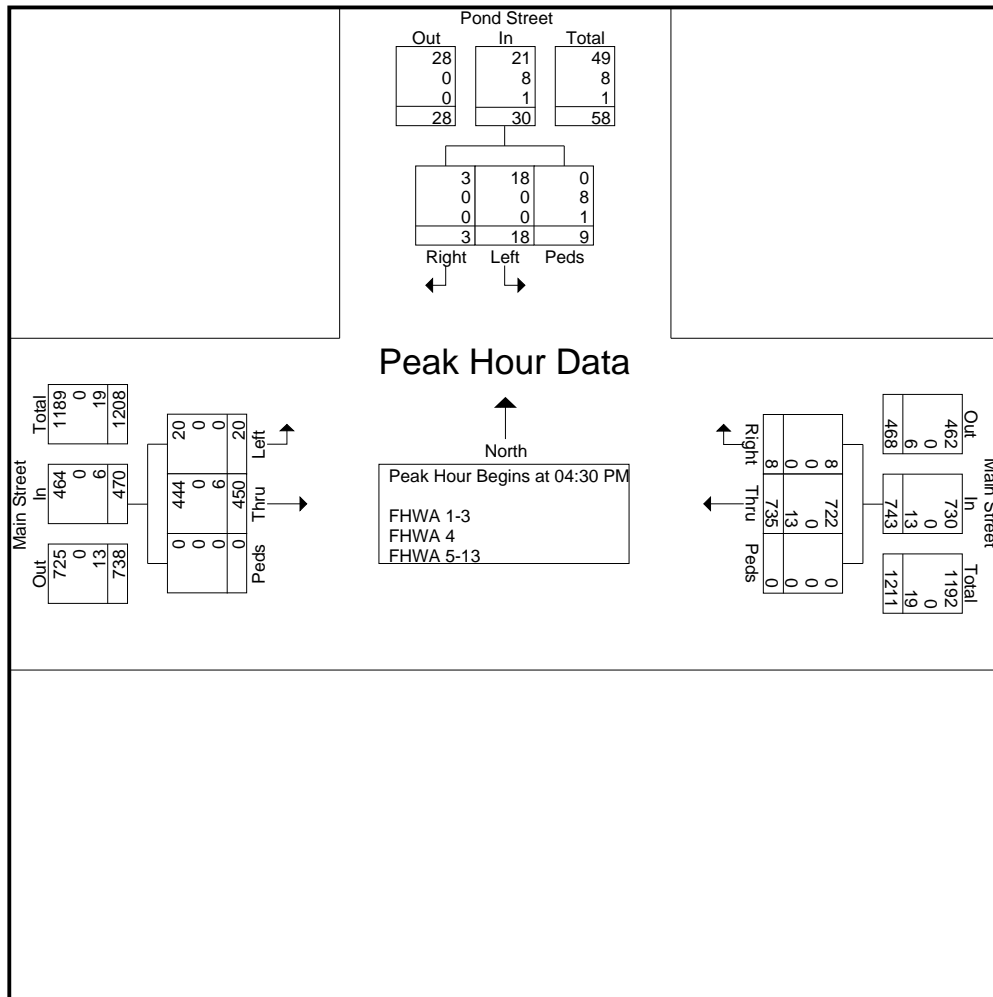 Pond Street
Out In Total
28 21 49
0 8 8
0 1 1
28 30 58
3 18 0
0 0 8
0 0 1
3 18 9
Right Left Peds
Peak Hour Data
North
Peak Hour Begins at 04:30 PM
FHWA 1-3
FHWA 4
FHWA 5-13
Main Street
Out In Total
725 464 1189
0 0 0
13 6 19
738 470 1208
20 444 0
0 0 0
0 6 0
20 450 0
Left Thru Peds
Main Street
Out In Total
462 730 1192
0 0 0
6 13 19
468 743 1211
8 722 0
0 0 0
0 13 0
8 735 0
Right Thru Peds